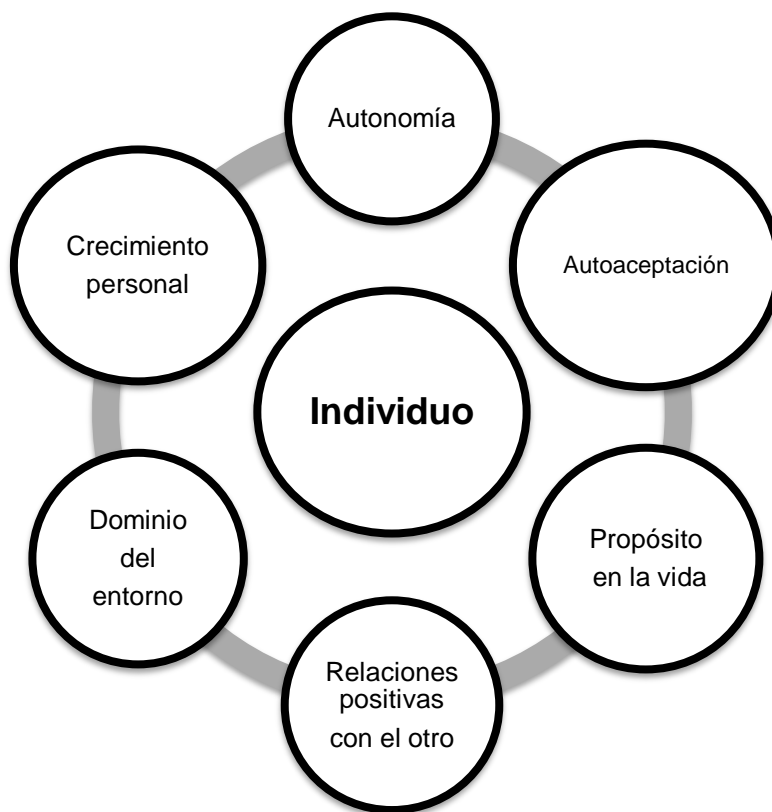 Autonomía
Crecimiento
personal
Autoaceptación
Individuo
Dominio
del
entorno
Propósito
en la vida
Relaciones
positivas
con el otro